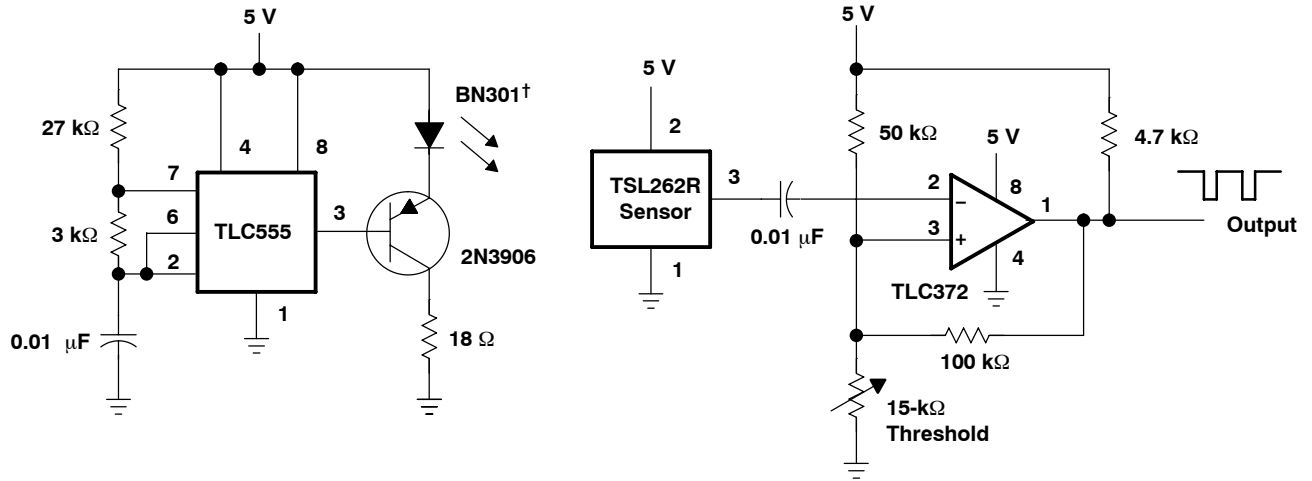 5 V
27 kΩ
3 kΩ
0.01 μF
7
6
2
4
8
TLC555
3
1
BN301†
2N3906
18 Ω
5 V
2
TSL262R
Sensor
3
1
0.01 μF
5 V
50 kΩ
4.7 kΩ
5 V
8
2
−
3
+
1
4
TLC372
Output
100 kΩ
15-kΩ
Threshold